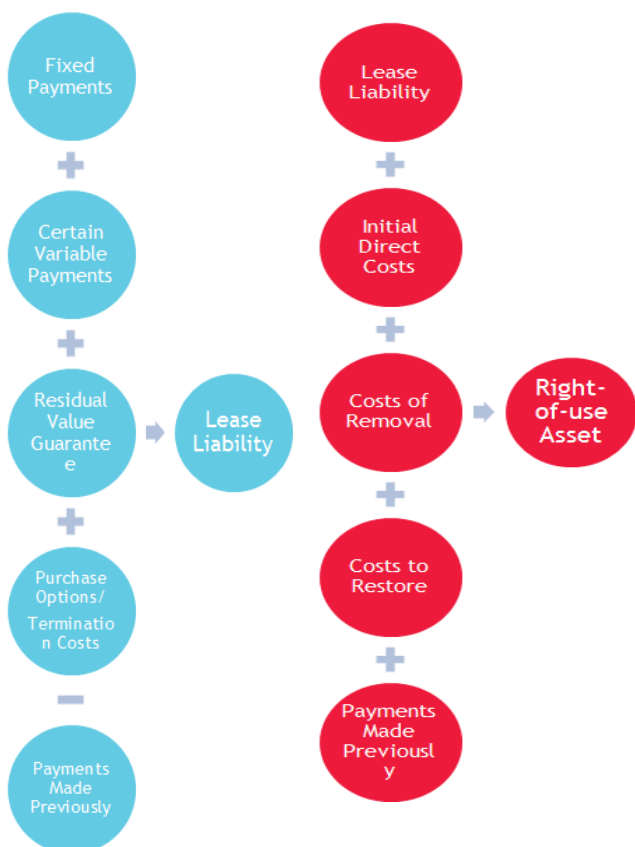 Fixed
Payments
+
Certain
Variable
Payments
+
Residual
Value
Guarante
e
+
Purchase
Options/
Terminatio
n Costs
−
Payments
Made
Previously
Lease
Liability
Lease
Liability
+
Initial
Direct
Costs
+
Costs of
Removal
+
Costs to
Restore
+
Payments
Made
Previousl
y
Right-
of-use
Asset